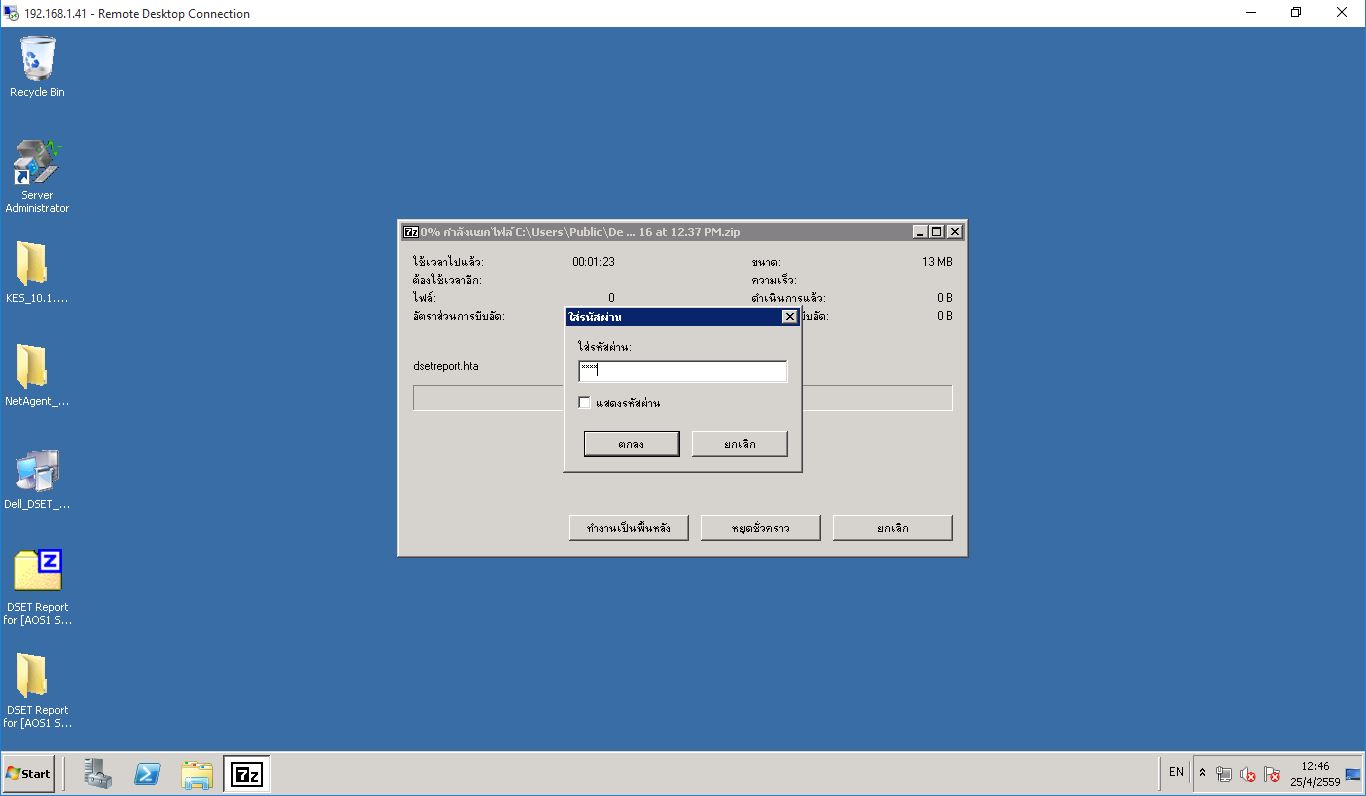 192.168.1.41 - Remote Desktop Connection
Recycle Bin
Server
Administrator
KES_10.1....
NetAgent_...
Dell_DSET_...
DSET Report
for [AOS1 S...
DSET Report
for [AOS1 S...
7z 0% กำลังแยกไฟล์ C:\Users\Public\De ... 16 at 12.37 PM.zip
ใช้เวลาไปแล้ว: 00:01:23 ขนาด: 13 MB
ต้องใช้เวลาอีก: ความเร็ว:
ไฟล์: 0 ดำเนินการแล้ว: 0 B
อัตราส่วนการบีบอัด: บีบอัด: 0 B
dsetreport.hta
ใส่รหัสผ่าน
ใส่รหัสผ่าน:
****
แสดงรหัสผ่าน
ตกลง ยกเลิก
ทำงานเป็นพื้นหลัง หยุดชั่วคราว ยกเลิก
Start 7z EN 12:46
25/4/2559